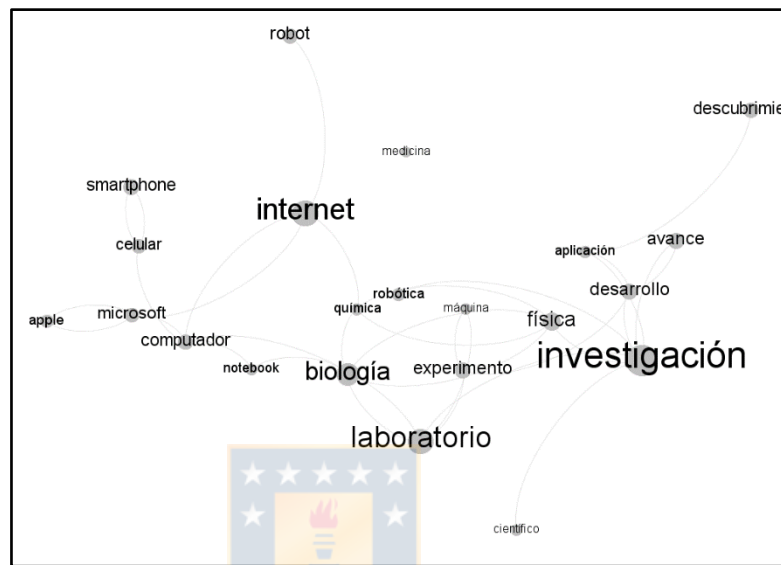 robot
descubrimie
medicina
smartphone
internet
celular
aplicación
avance
desarrollo
robótica
química
máquina
microsoft
apple
física
computador
investigación
notebook
biología
experimento
laboratorio
científico